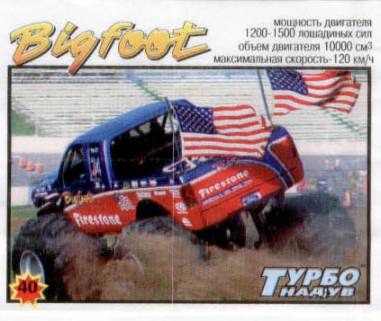 Bigfoot
мощность двигателя
1200-1500 лошадиных сил
объем двигателя 10000 см³
максимальная скорость-120 км/ч
Firestone
Firestone
Bigfoot
40
ТУРБО
НАДУВ